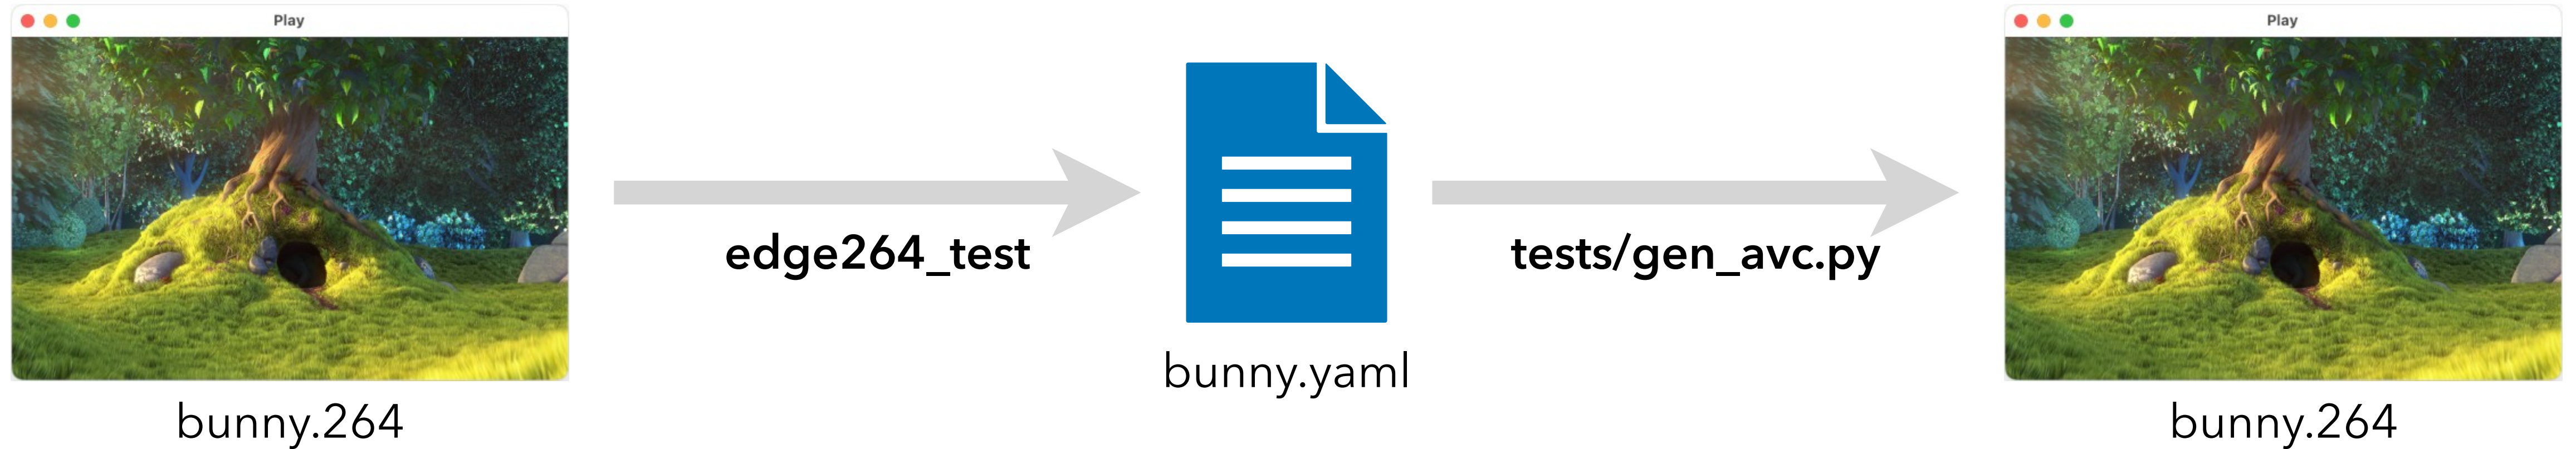 Play
bunny.264
edge264_test
bunny.yaml
tests/gen_avc.py
Play
bunny.264